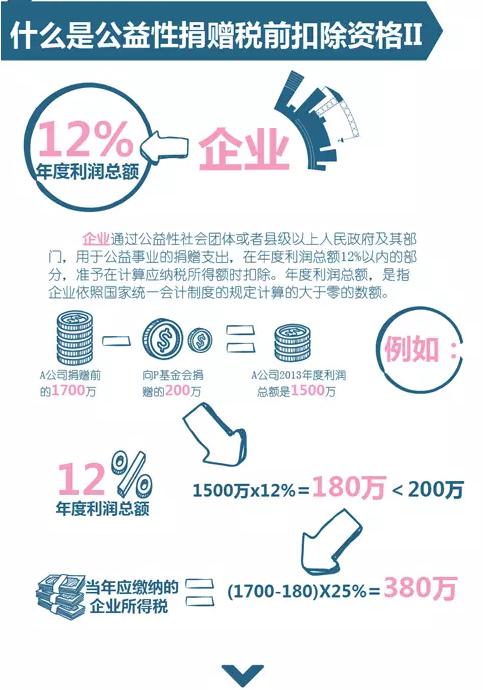 什么是公益性捐赠税前扣除资格II
12%
年度利润总额
企业
企业通过公益性社会团体或者县级以上人民政府及其部
门，用于公益事业的捐赠支出，在年度利润总额12%以内的部
分，准予在计算应纳税所得额时扣除。年度利润总额，是指
企业依照国家统一会计制度的规定计算的大于零的数额。
例如：
A公司捐赠前
的1700万
向P基金会捐
赠的200万
A公司2013年度利润
总额是1500万
12%
年度利润总额
1500万x12%=180万＜200万
当年应缴纳的
企业所得税
(1700-180)X25%=380万